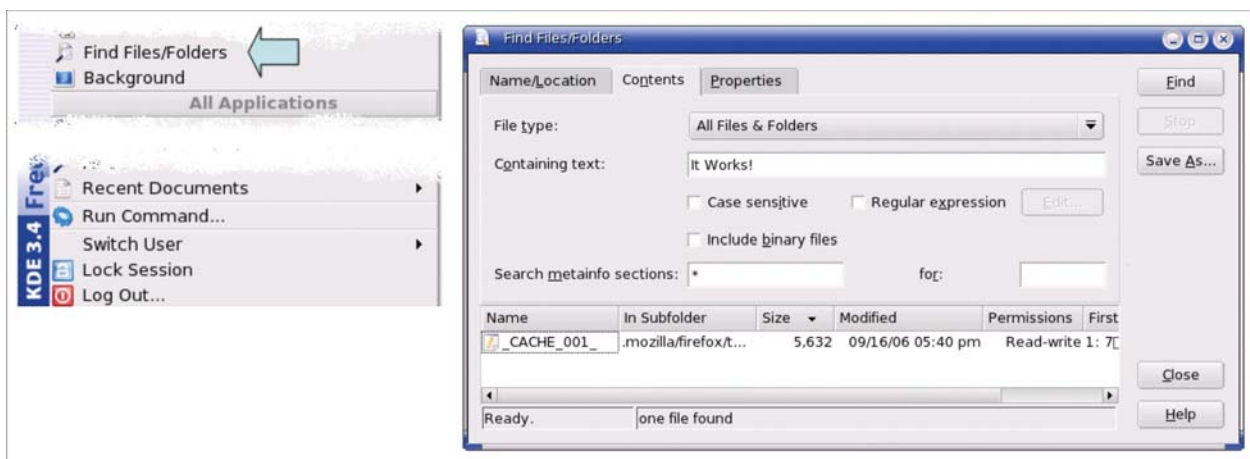 Find Files/Folders
Background
All Applications
Recent Documents
Run Command...
Switch User
Lock Session
Log Out...
KDE 3.4
Find Files/Folders
Name/Location Contents Properties
Find
File type: All Files & Folders
Stop
Containing text: It Works!
Save As...
Case sensitive Regular expression Edit...
Include binary files
Search metainfo sections: * for:
Name In Subfolder Size Modified Permissions First
_CACHE_001_ .mozilla/firefox/t... 5,632 09/16/06 05:40 pm Read-write 1: 7
Close
Ready. one file found
Help